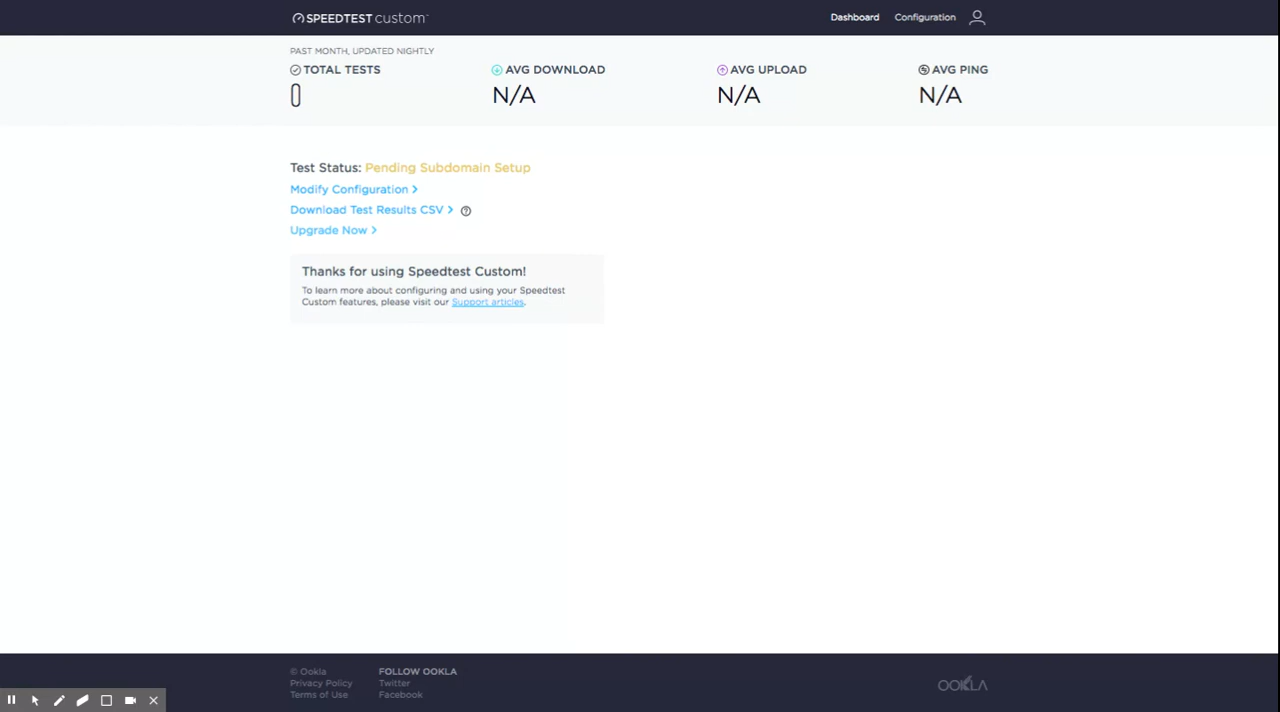 SPEEDTEST custom™
Dashboard
Configuration
PAST MONTH, UPDATED NIGHTLY
TOTAL TESTS
0
AVG DOWNLOAD
N/A
AVG UPLOAD
N/A
AVG PING
N/A
Test Status: Pending Subdomain Setup
Modify Configuration >
Download Test Results CSV > ?
Upgrade Now >
Thanks for using Speedtest Custom!
To learn more about configuring and using your Speedtest
Custom features, please visit our Support articles.
© Ookla
Privacy Policy
Terms of Use
FOLLOW OOKLA
Twitter
Facebook
OOKLA